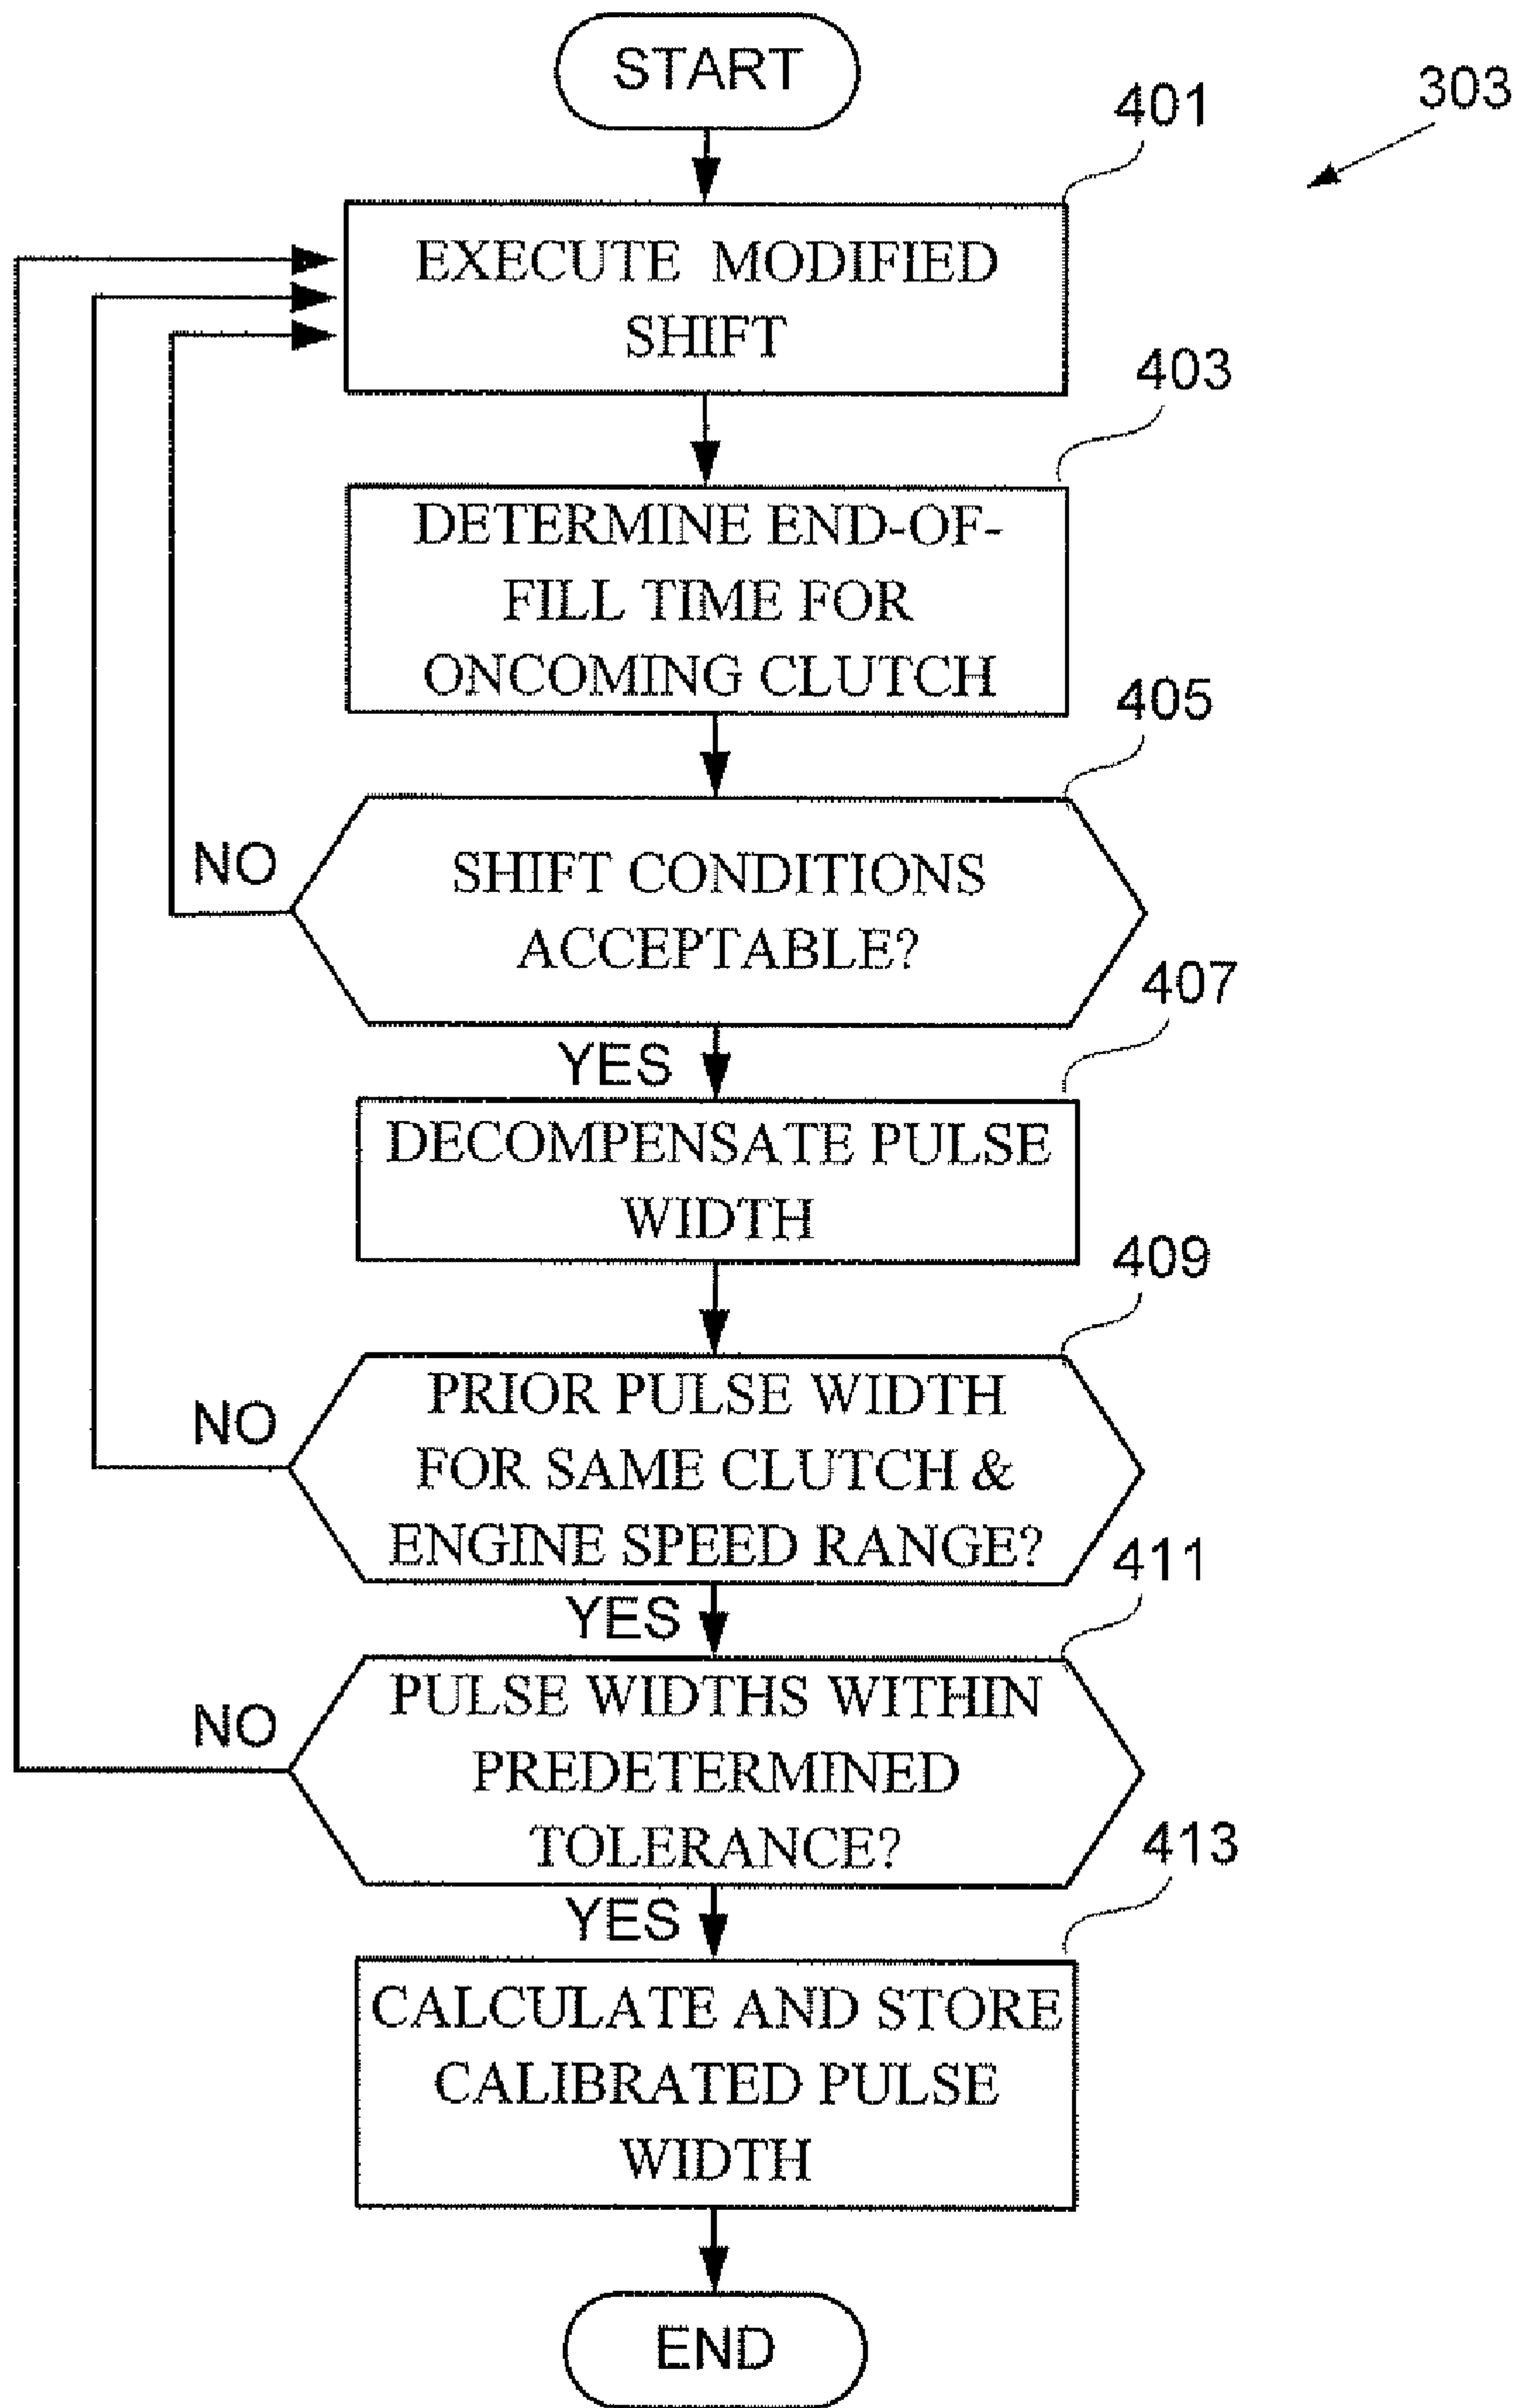 START
401
303
EXECUTE MODIFIED
SHIFT
403
DETERMINE END-OF-
FILL TIME FOR
ONCOMING CLUTCH
405
NO
SHIFT CONDITIONS
ACCEPTABLE?
407
YES
DECOMPENSATE PULSE
WIDTH
409
NO
PRIOR PULSE WIDTH
FOR SAME CLUTCH &
ENGINE SPEED RANGE?
411
YES
NO
PULSE WIDTHS WITHIN
PREDETERMINED
TOLERANCE?
413
YES
CALCULATE AND STORE
CALIBRATED PULSE
WIDTH
END